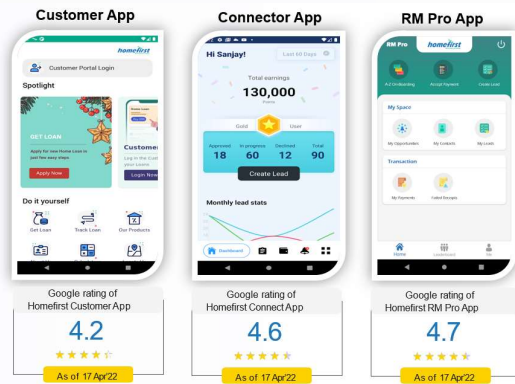 Customer App
homefirst
Customer Portal Login
Spotlight
GET LOAN
Apply for new Home Loan in
just few easy steps
Apply Now
Custome
Log in the Cust
your Loans
Login Now
Do it yourself
Get Loan
Track Loan
Our Products
Google rating of
Homefirst Customer App
4.2
As of 17 Apr'22
Connector App
Hi Sanjay!
Last All Days
Total earnings
130,000
Points
Gold
User
Approved
In progress
Declined
Total
18
60
12
90
Create Lead
Monthly lead stats
Dashboard
Google rating of
Homefirst Connect App
4.6
As of 17 Apr'22
RM Pro App
RM Pro
homefirst
Accept Payment
Create Lead
My Space
My Opportunities
My Contacts
My Leads
Transaction
My Payments
Failed Receipts
Home
Leaderboard
Me
Google rating of
Homefirst RM Pro App
4.7
As of 17 Apr'22